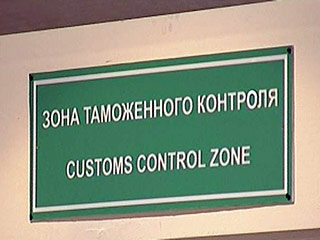 ЗОНА ТАМОЖЕННОГО КОНТРОЛЯ
CUSTOMS CONTROL ZONE